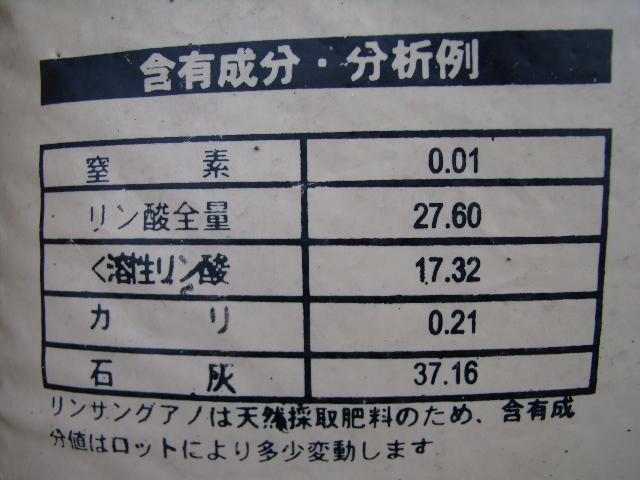 含有成分・分析例
窒素 0.01
リン酸全量 27.60
く溶性リン酸 17.32
カリ 0.21
石灰 37.16
リンサングアノは天然採取肥料のため、含有成
分値はロットにより多少変動します